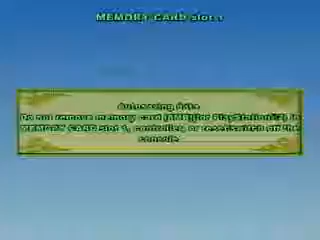 MEMORY CARD slot 1
Autosaving data.
Do not remove memory card (8MB)(for PlayStation®2) in
MEMORY CARD slot 1, controller, or reset/switch off the
console.